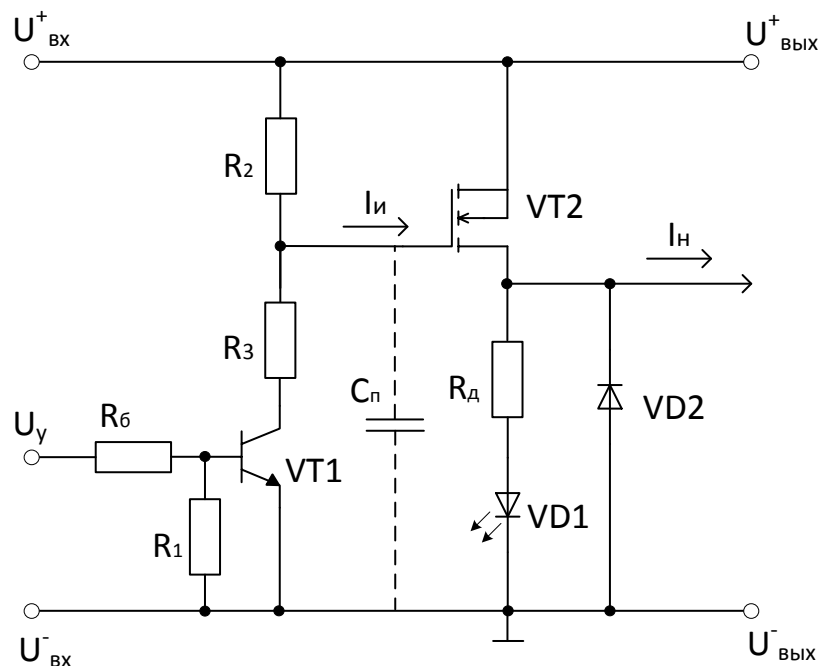 U⁺вх
U⁺вых
R2
Iи
VT2
Iн
R3
Cп
Rд
VD2
Uу
Rб
VT1
R1
VD1
U⁻вх
U⁻вых